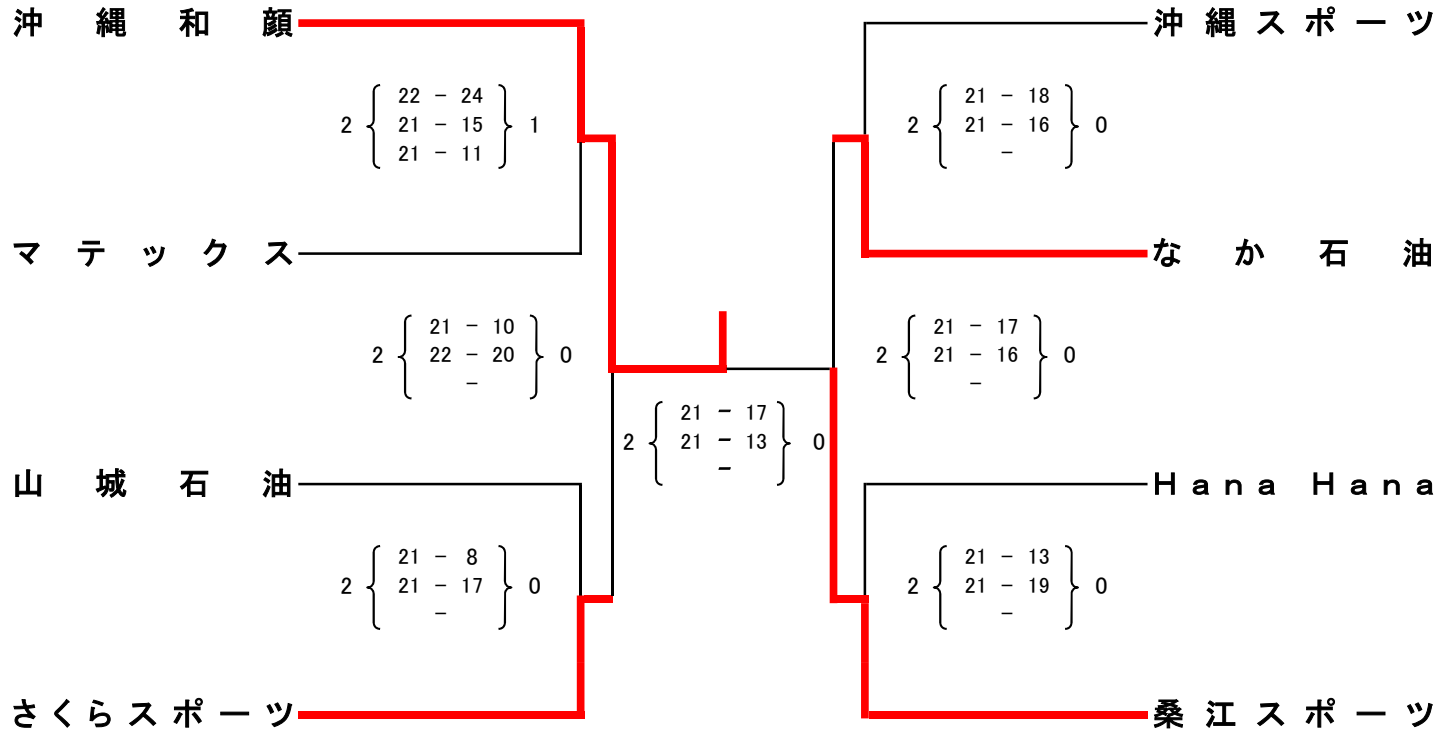 沖縄和顔
沖縄スポーツ
2 { 22 - 24 } 1
21 - 15
21 - 11
2 { 21 - 18 } 0
21 - 16
-
マテックス
なか石油
2 { 21 - 10 } 0
22 - 20
-
2 { 21 - 17 } 0
21 - 16
-
2 { 21 - 17 } 0
21 - 13
-
山城石油
Ｈａｎａ Ｈａｎａ
2 { 21 - 8 } 0
21 - 17
-
2 { 21 - 13 } 0
21 - 19
-
さくらスポーツ
桑江スポーツ